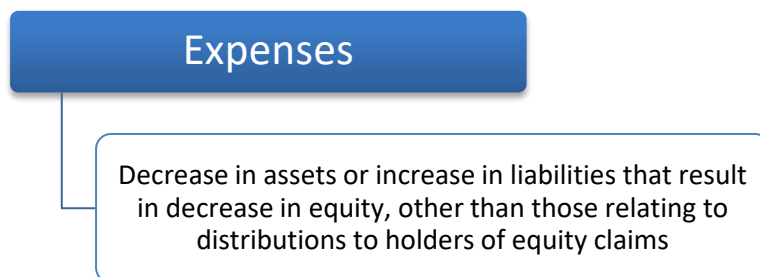 Expenses
Decrease in assets or increase in liabilities that result
in decrease in equity, other than those relating to
distributions to holders of equity claims